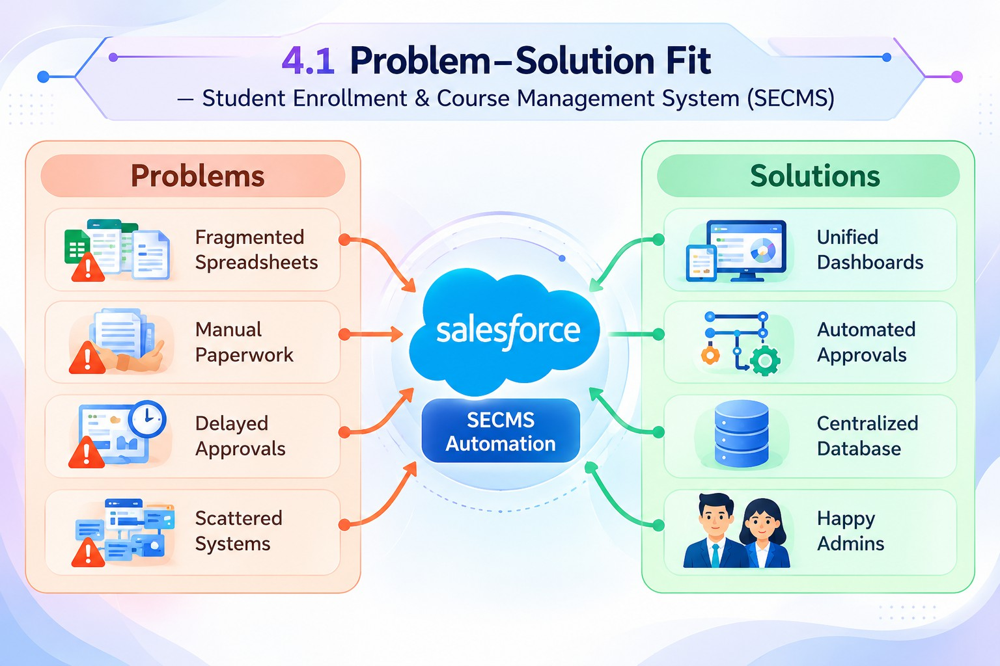 4.1 Problem–Solution Fit
— Student Enrollment & Course Management System (SECMS)
Problems
Fragmented
Spreadsheets
Manual
Paperwork
Delayed
Approvals
Scattered
Systems
salesforce
SECMS
Automation
Solutions
Unified
Dashboards
Automated
Approvals
Centralized
Database
Happy
Admins